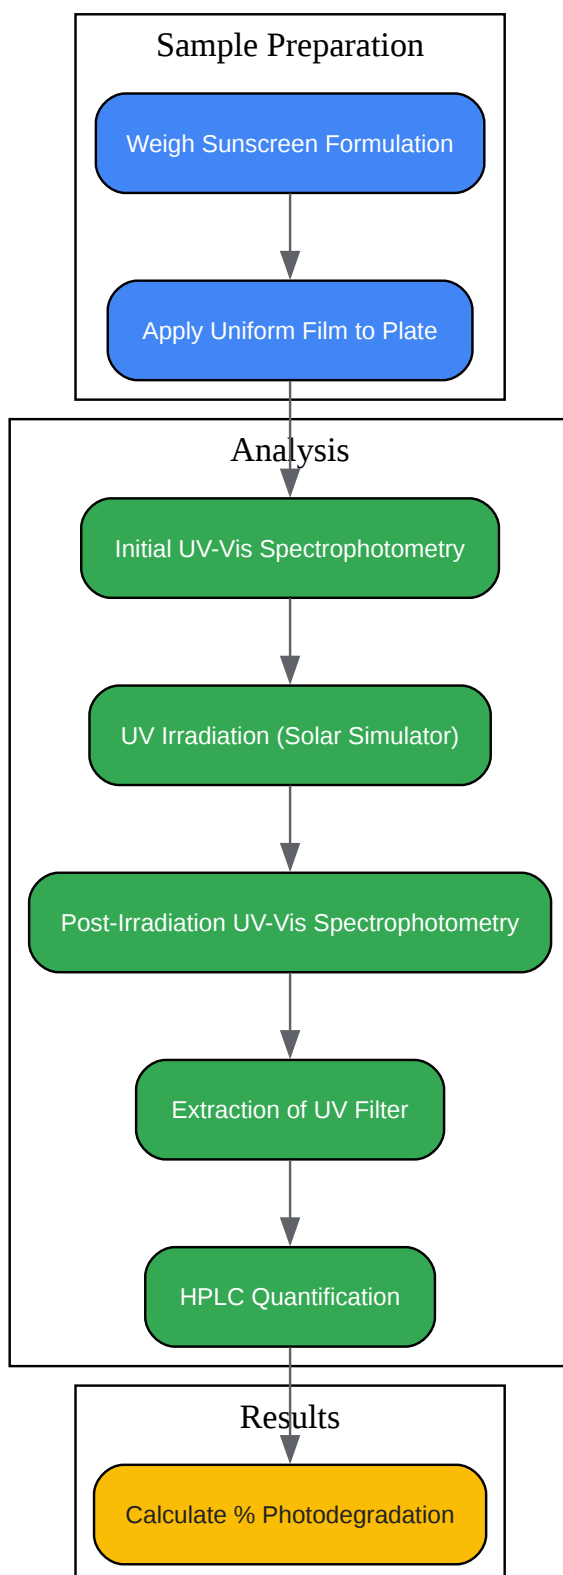 Sample Preparation
Weigh Sunscreen Formulation
Apply Uniform Film to Plate
Analysis
Initial UV-Vis Spectrophotometry
UV Irradiation (Solar Simulator)
Post-Irradiation UV-Vis Spectrophotometry
Extraction of UV Filter
HPLC Quantification
Results
Calculate % Photodegradation